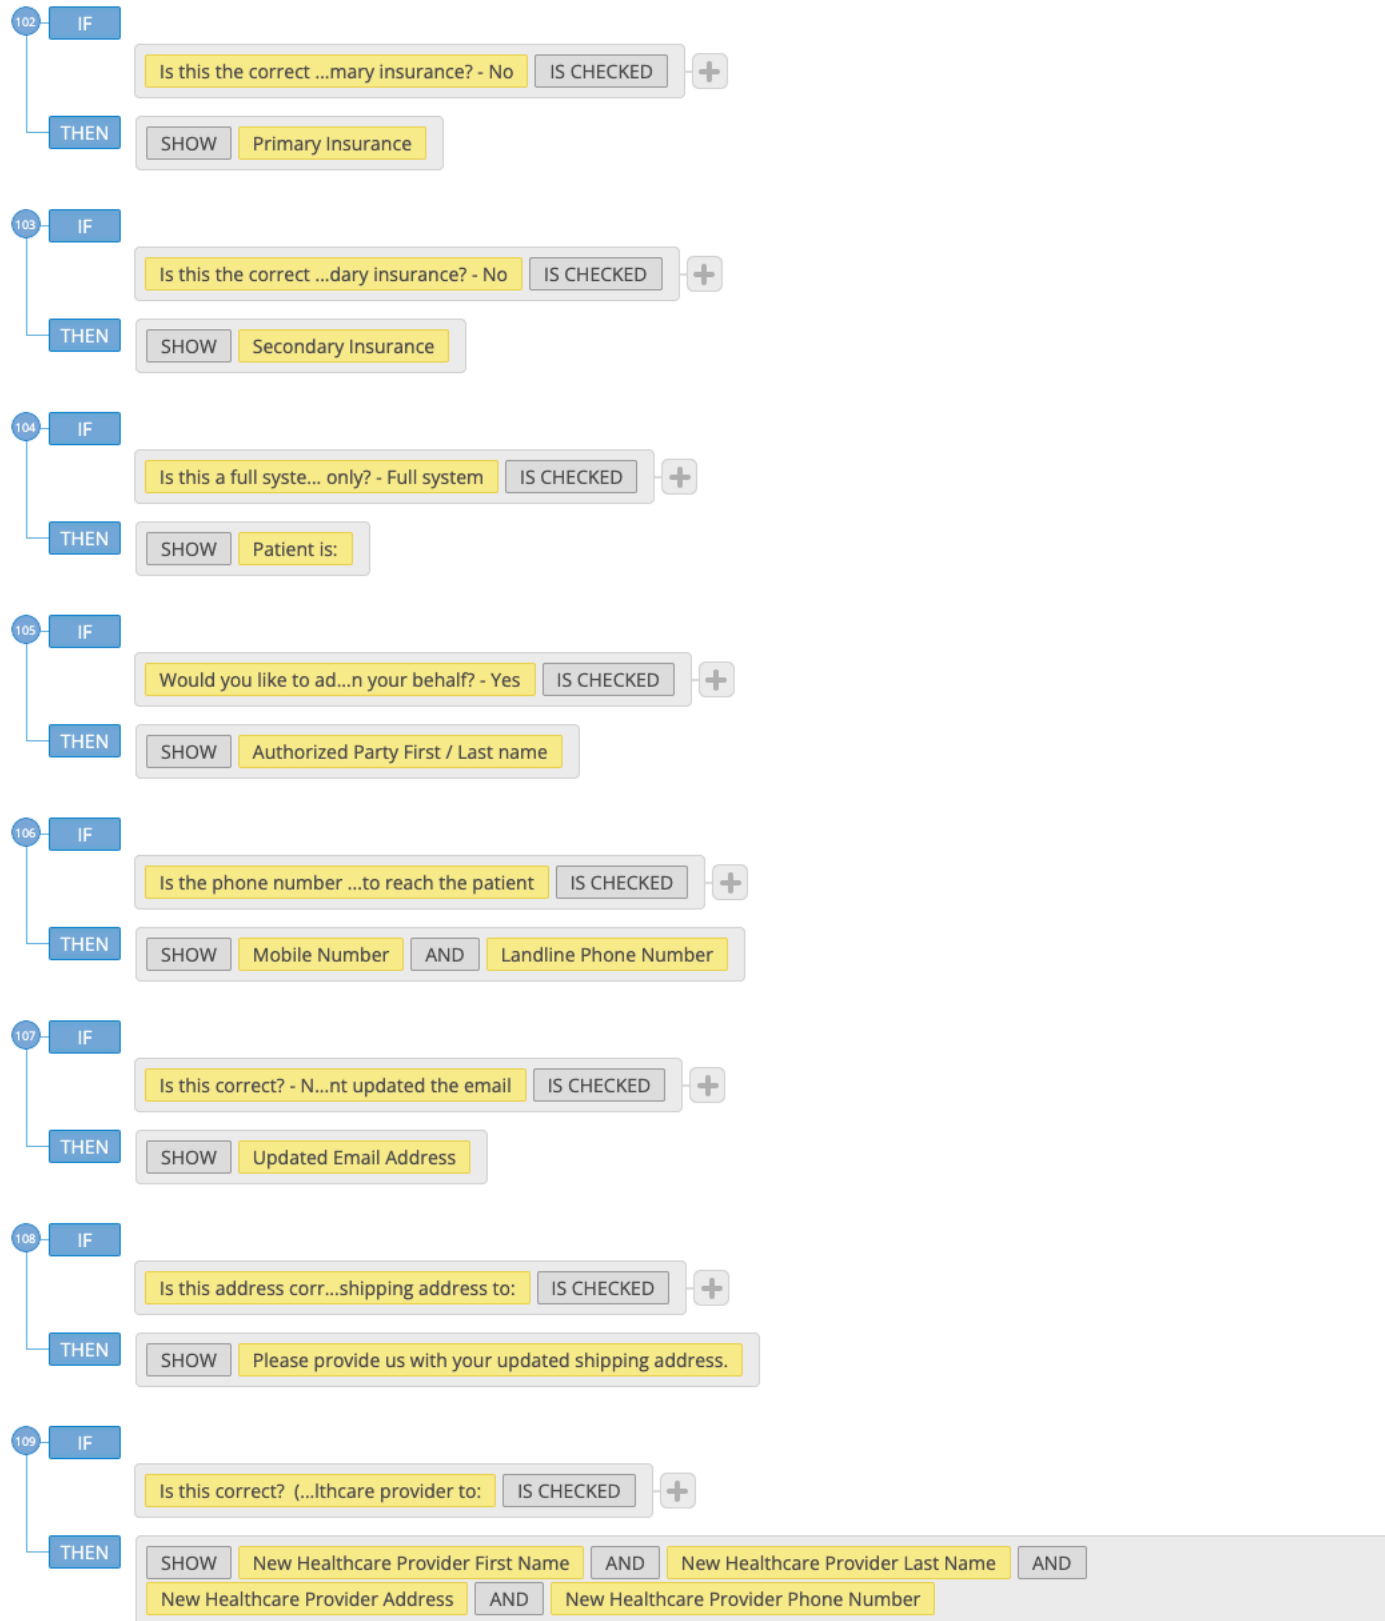 102 IF
Is this the correct ...mary insurance? - No IS CHECKED
THEN
SHOW Primary Insurance
103 IF
Is this the correct ...dary insurance? - No IS CHECKED
THEN
SHOW Secondary Insurance
104 IF
Is this a full syste... only? - Full system IS CHECKED
THEN
SHOW Patient is:
105 IF
Would you like to ad...n your behalf? - Yes IS CHECKED
THEN
SHOW Authorized Party First / Last name
106 IF
Is the phone number ...to reach the patient IS CHECKED
THEN
SHOW Mobile Number AND Landline Phone Number
107 IF
Is this correct? - N...nt updated the email IS CHECKED
THEN
SHOW Updated Email Address
108 IF
Is this address corr...shipping address to: IS CHECKED
THEN
SHOW Please provide us with your updated shipping address.
109 IF
Is this correct?  (...lthcare provider to: IS CHECKED
THEN
SHOW New Healthcare Provider First Name AND New Healthcare Provider Last Name AND
New Healthcare Provider Address AND New Healthcare Provider Phone Number